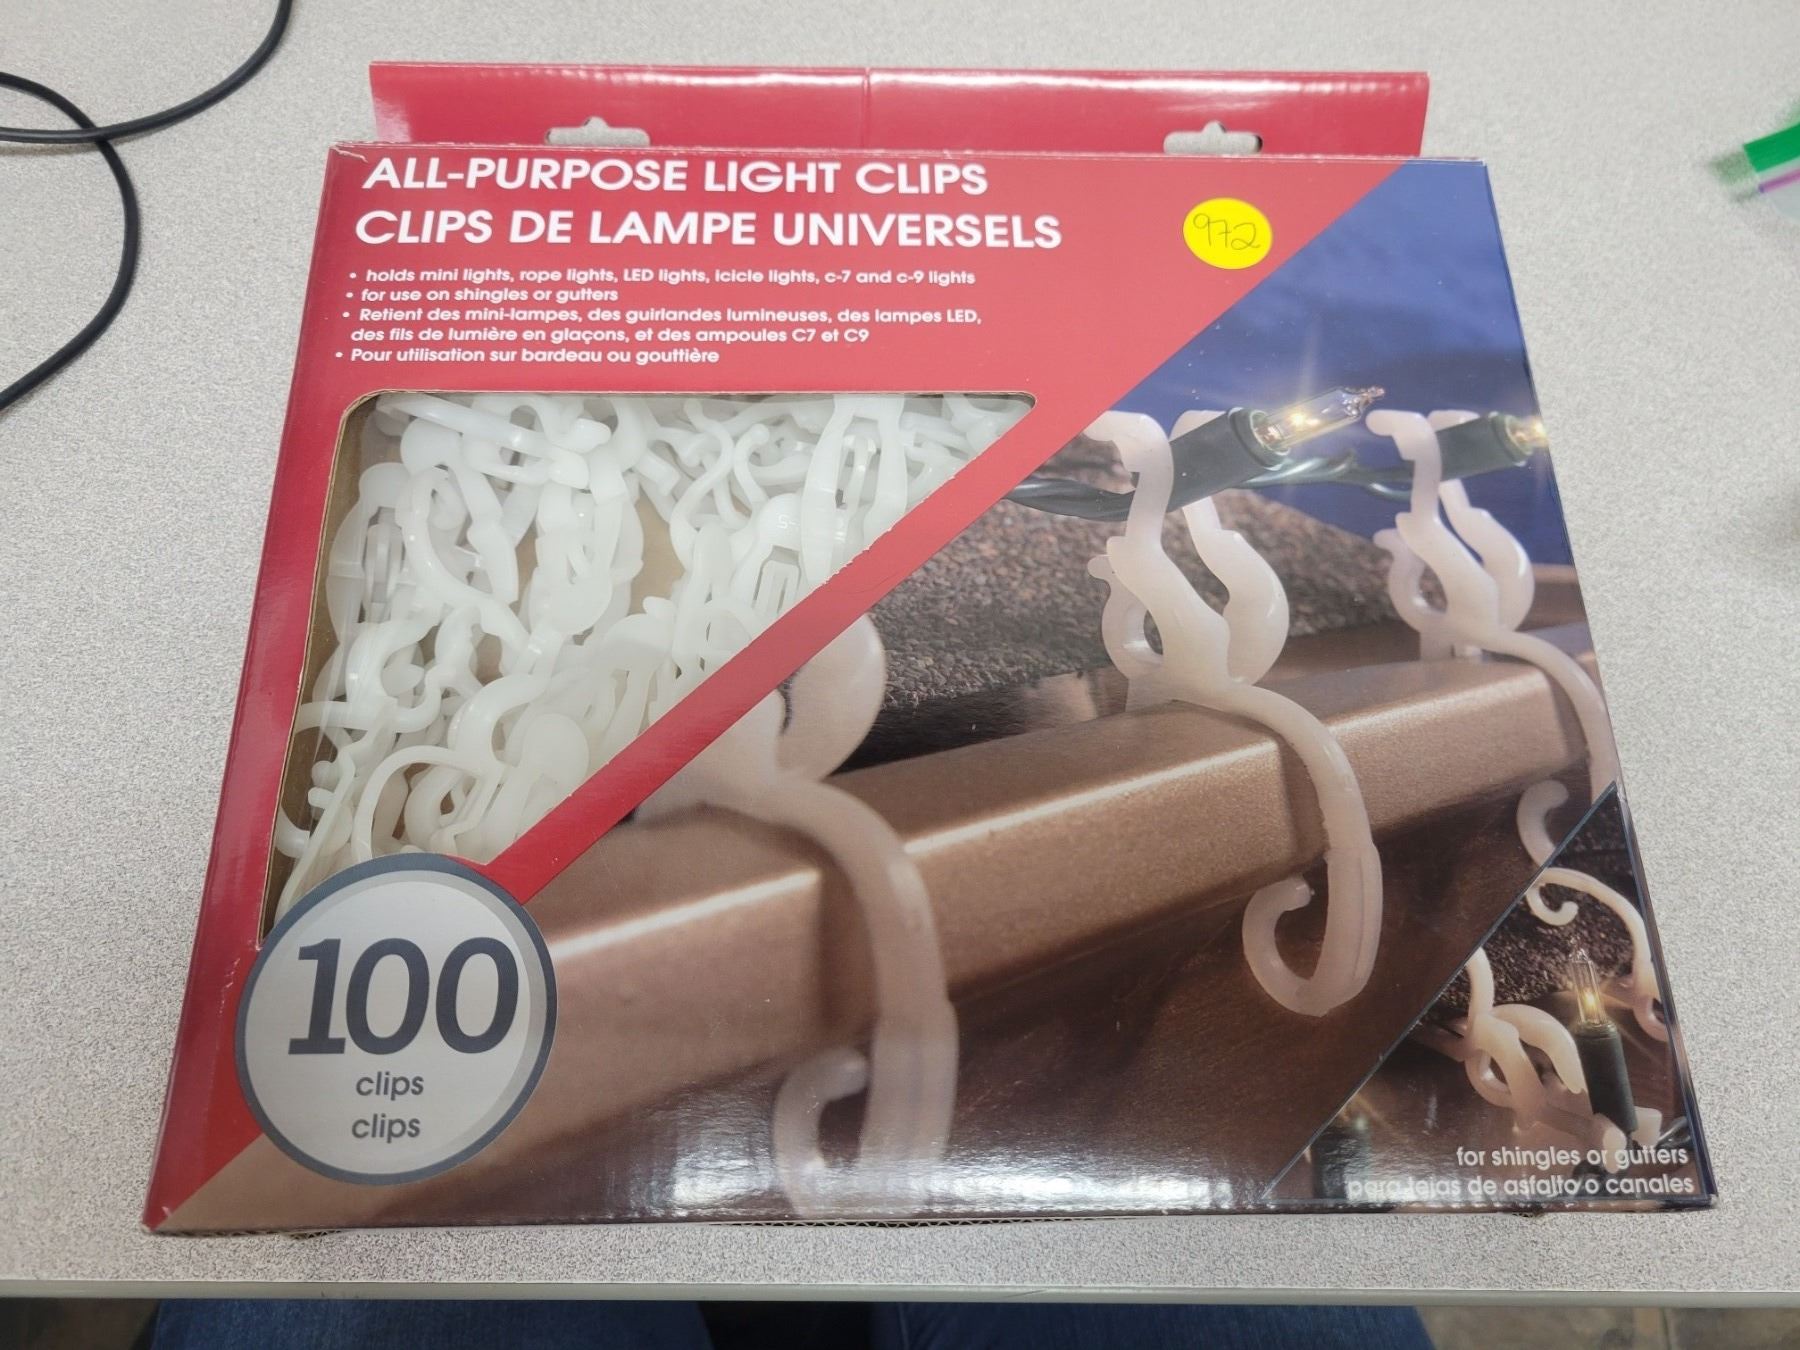 ALL-PURPOSE LIGHT CLIPS
CLIPS DE LAMPE UNIVERSELS
972
• holds mini lights, rope lights, LED lights, icicle lights, c-7 and c-9 lights
• for use on shingles or gutters
• Retient des mini-lampes, des guirlandes lumineuses, des lampes LED,
des fils de lumière en glaçons, et des ampoules C7 et C9
• Pour utilisation sur bardeau ou gouttière
100
clips
clips
for shingles or gutters
para tejas de asfalto o canales